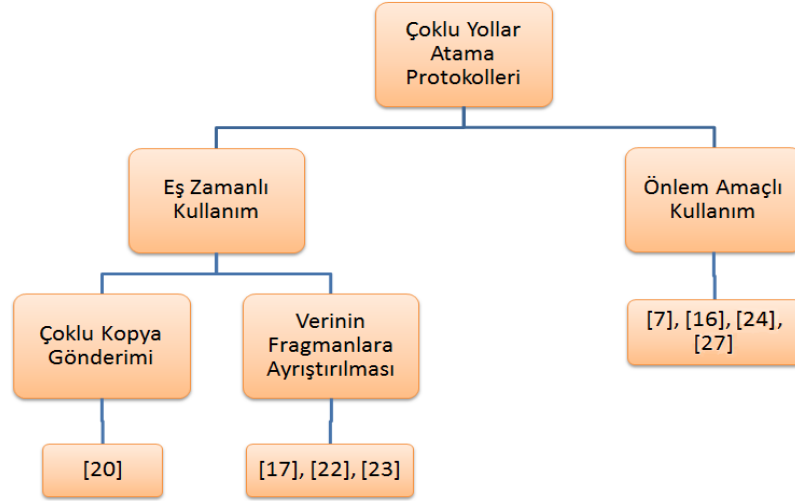 Çoklu Yollar
Atama
Protokolleri
Eş Zamanlı
Kullanım
Önlem Amaçlı
Kullanım
Çoklu Kopya
Gönderimi
Verinin
Fragmanlara
Ayrıştırılması
[7], [16], [24],
[27]
[20]
[17], [22], [23]